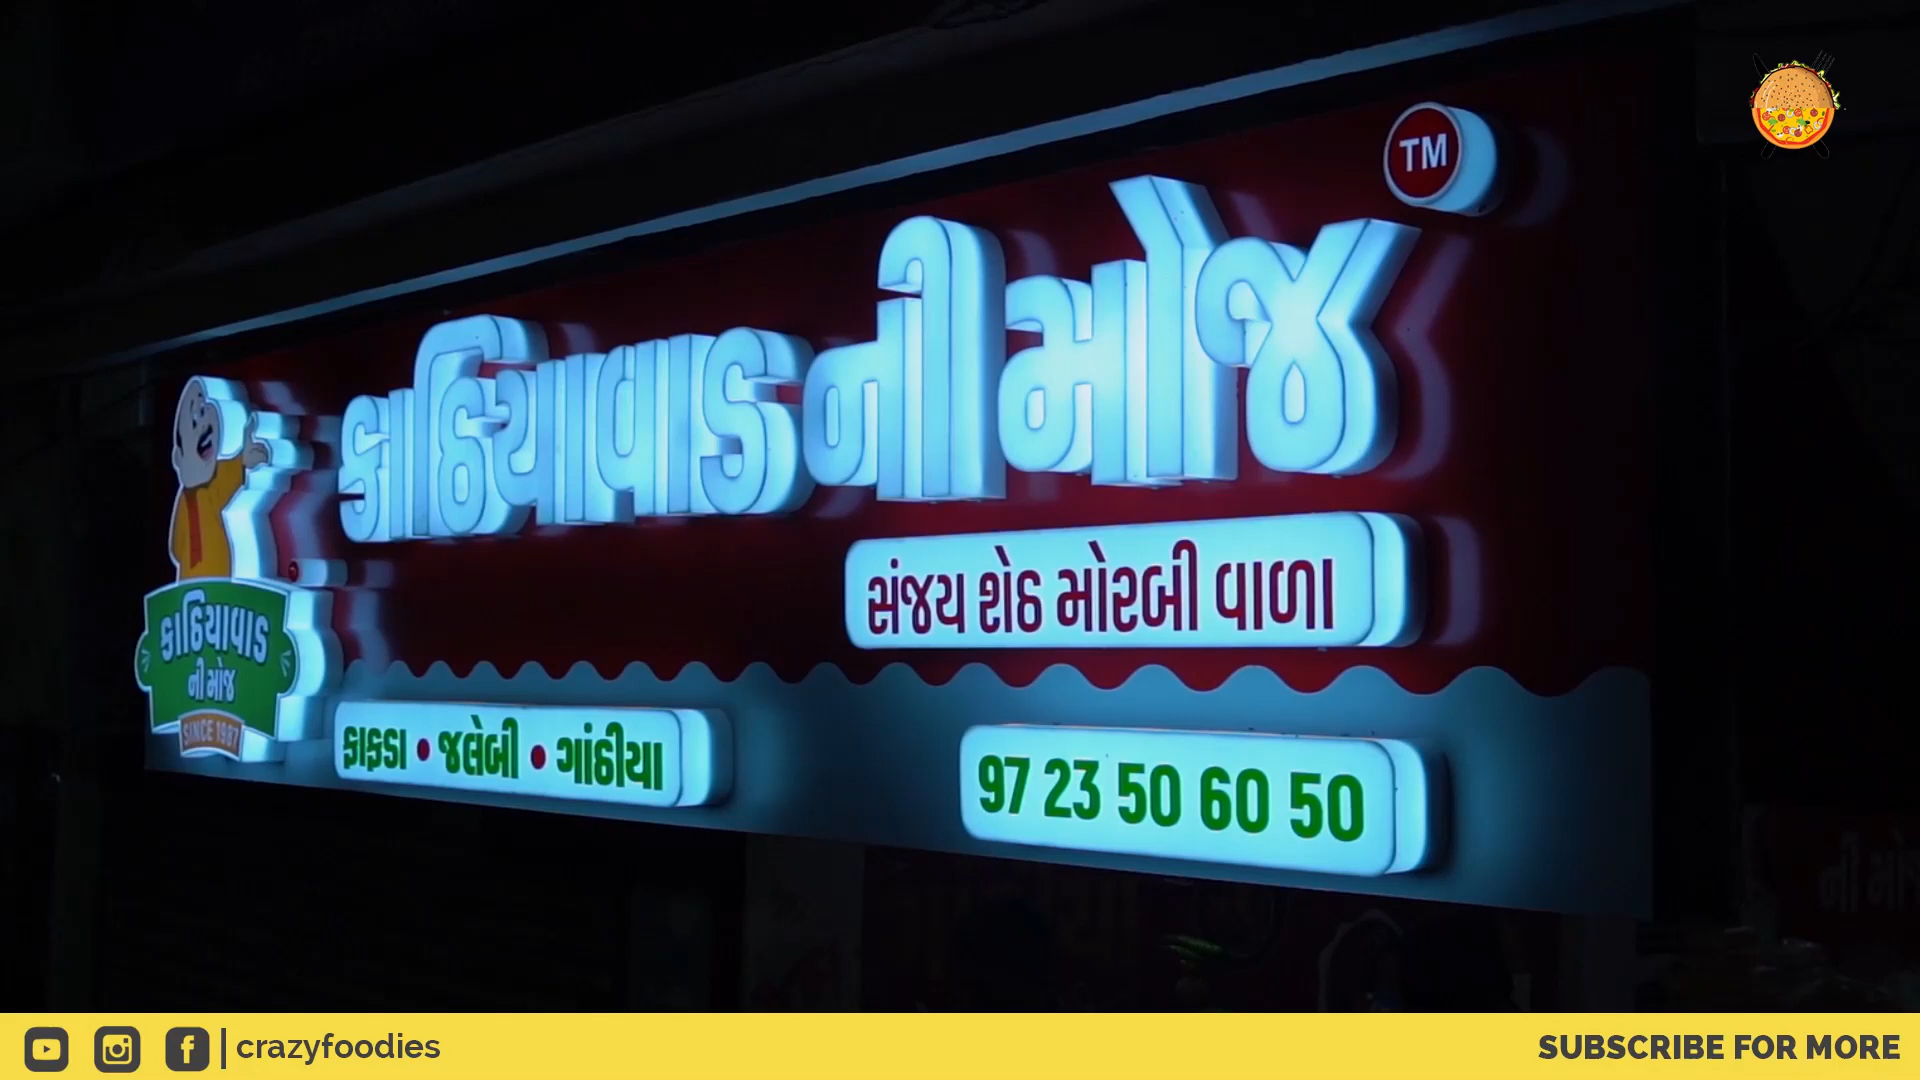 TM
કાઠિયાવાડ ની મોજ
સંજય શેઠ મોરબી વાળા
કાઠિયાવાડ
ની મોજ
SINCE 1987
ફાફડા • જલેબી • ગાંઠીયા
97 23 50 60 50
crazyfoodies
SUBSCRIBE FOR MORE